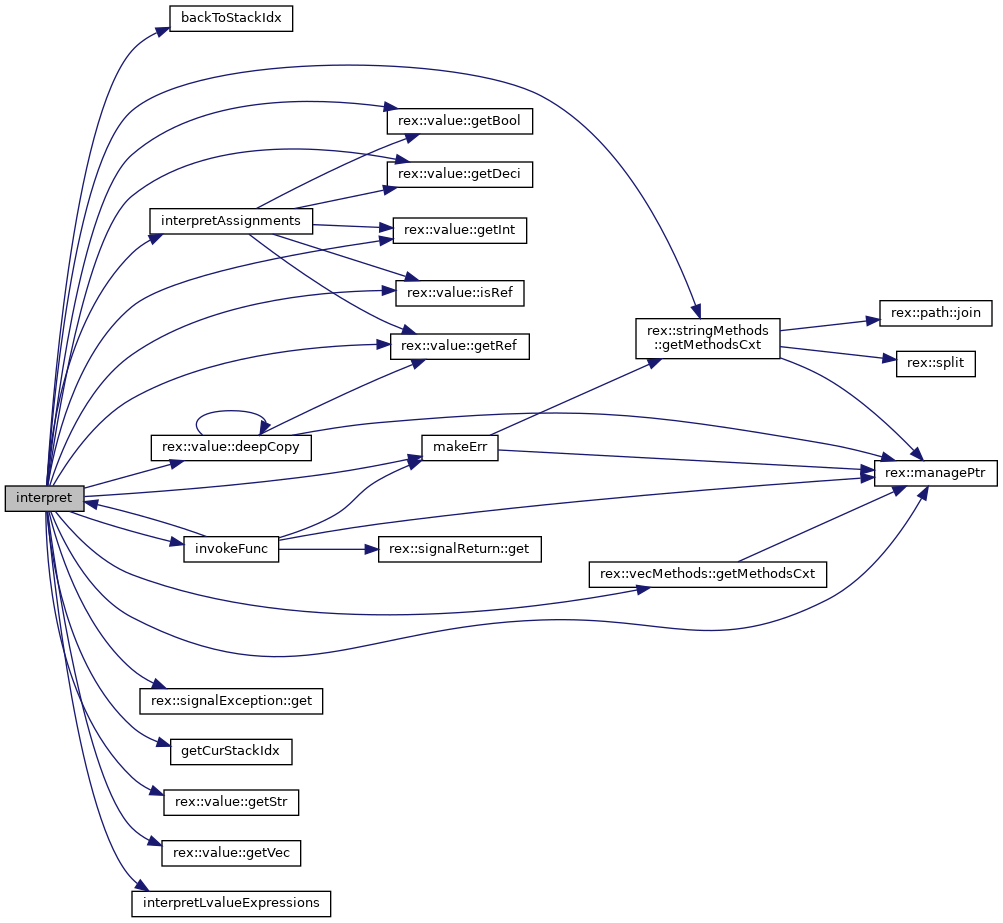 backToStackIdx
rex::value::getBool
rex::value::getDeci
interpretAssignments
rex::value::getInt
rex::value::isRef
rex::path::join
rex::stringMethods
::getMethodsCxt
rex::value::getRef
rex::split
rex::value::deepCopy
makeErr
rex::managePtr
interpret
invokeFunc
rex::signalReturn::get
rex::vecMethods::getMethodsCxt
rex::signalException::get
getCurStackIdx
rex::value::getStr
rex::value::getVec
interpretLvalueExpressions